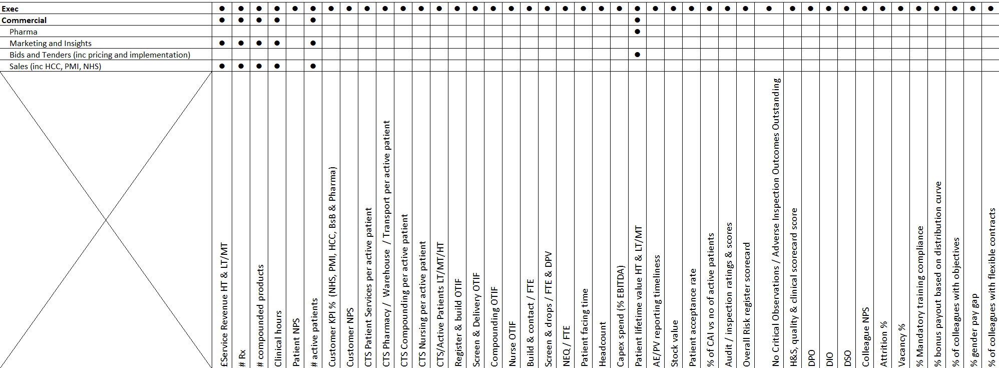 Exec
Commercial
Pharma
Marketing and Insights
Bids and Tenders (inc pricing and implementation)
Sales (inc HCC, PMI, NHS)
£Service Revenue HT & LT/MT
# Rx
# compounded products
Clinical hours
Patient NPS
# active patients
Customer KPI % (NHS, PMI, HCC, BsB & Pharma)
Customer NPS
CTS Patient Services per active patient
CTS Pharmacy / Warehouse / Transport per active patient
CTS Compounding per active patient
CTS Nursing per active patient
CTS/Active Patients LT/MT/HT
Register & build OTIF
Screen & Delivery OTIF
Compounding OTIF
Nurse OTIF
Build & contact / FTE
Screen & drops / FTE & DPV
NEQ / FTE
Patient facing time
Headcount
Capex spend (% EBITDA)
Patient lifetime value HT & LT/MT
AE/PV reporting timeliness
Stock value
Patient acceptance rate
% of CAI vs no of active patients
Audit / inspection ratings & scores
Overall Risk register scorecard
No Critical Observations / Adverse Inspection Outcomes Outstanding
H&S, quality & clinical scorecard score
DPO
DIO
DSO
Colleague NPS
Attrition %
Vacancy %
% Mandatory training compliance
% bonus payout based on distribution curve
% of colleagues with objectives
% gender pay gap
% of colleagues with flexible contracts